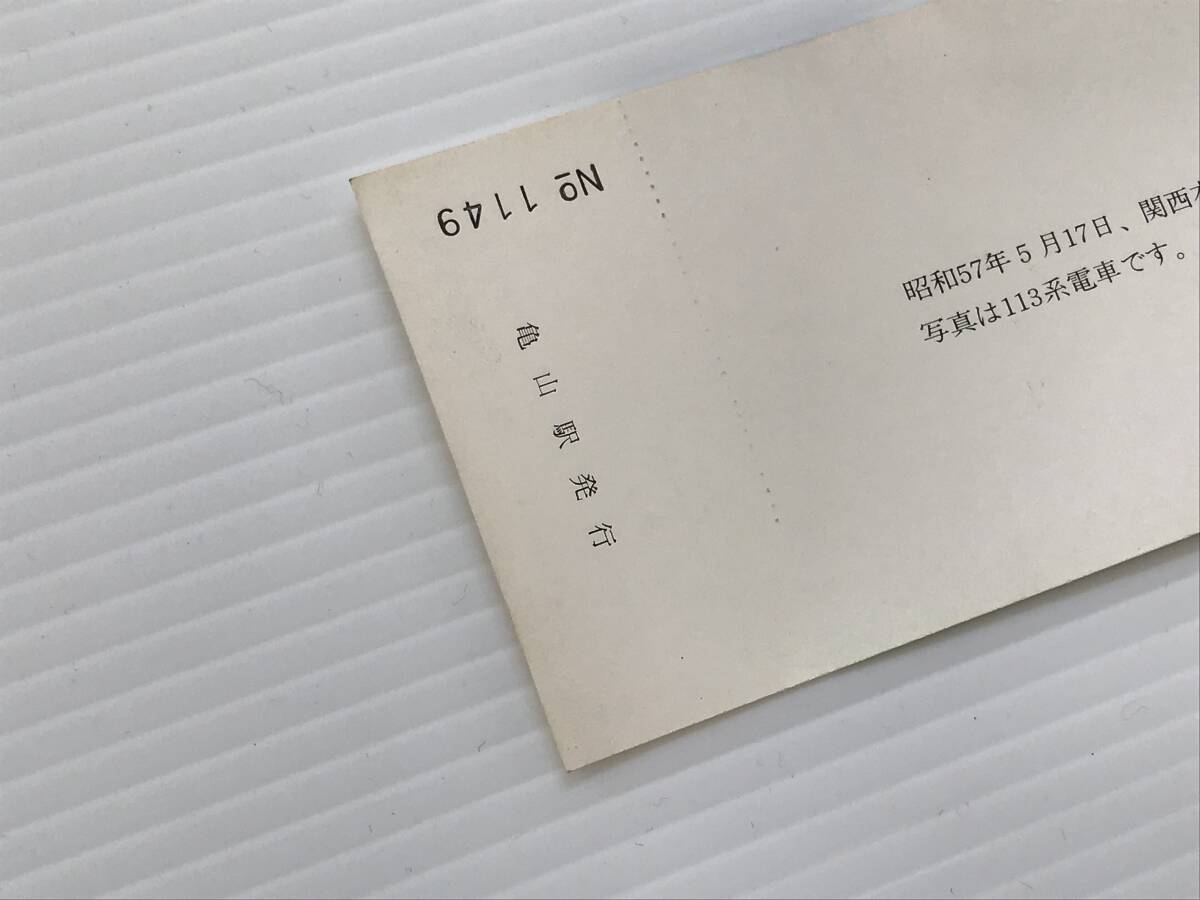 № 1149
亀山駅発行
昭和57年5月17日、関西
写真は113系電車です。